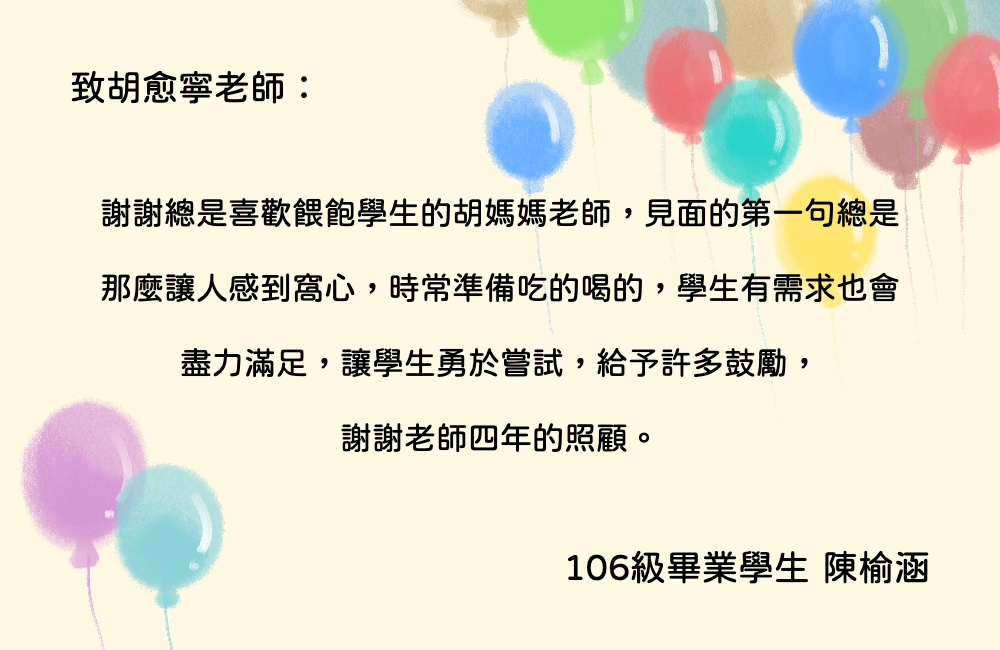 致胡愈寧老師：
謝謝總是喜歡餵飽學生的胡媽媽老師，見面的第一句總是
那麼讓人感到窩心，時常準備吃的喝的，學生有需求也會
盡力滿足，讓學生勇於嘗試，給予許多鼓勵，
謝謝老師四年的照顧。
106級畢業學生 陳榆涵